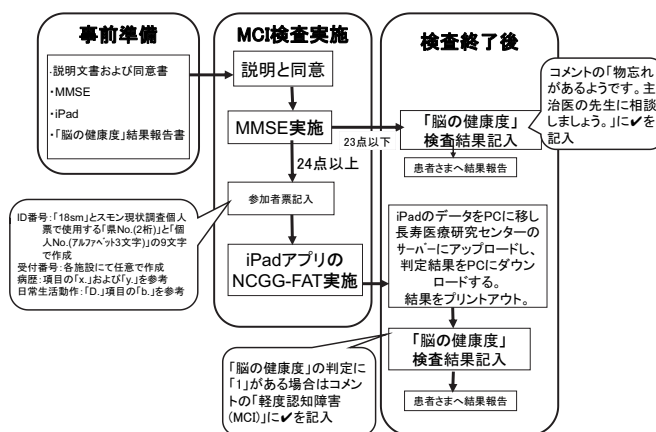 事前準備
・説明文書および同意書
・MMSE
・iPad
・「脳の健康度」結果報告書
MCI検査実施
説明と同意
MMSE実施
23点以下
24点以上
参加者票記入
iPadアプリの
NCGG-FAT実施
検査終了後
「脳の健康度」
検査結果記入
患者さまへ結果報告
iPadのデータをPCに移し
長寿医療研究センターの
サーバーにアップロードし、
判定結果をPCにダウン
ロードする。
結果をプリントアウト。
「脳の健康度」
検査結果記入
患者さまへ結果報告
コメントの「物忘れ
があるようです。主
治医の先生に相談
しましょう。」に✔を
記入
ID番号:「18sm」とスモン現状調査個人
票で使用する「県No.(2桁)」と「個
人No.(ｱﾙﾌｧﾍﾞｯﾄ3文字)」の9文字
で作成
受付番号:各施設にて任意で作成
病歴:項目の「x.」および「y.」を参考
日常生活動作:「D.」項目の「b.」を参考
「脳の健康度」の判定に
「1」がある場合はコメント
の「軽度認知障害
(MCI)」に✔を記入